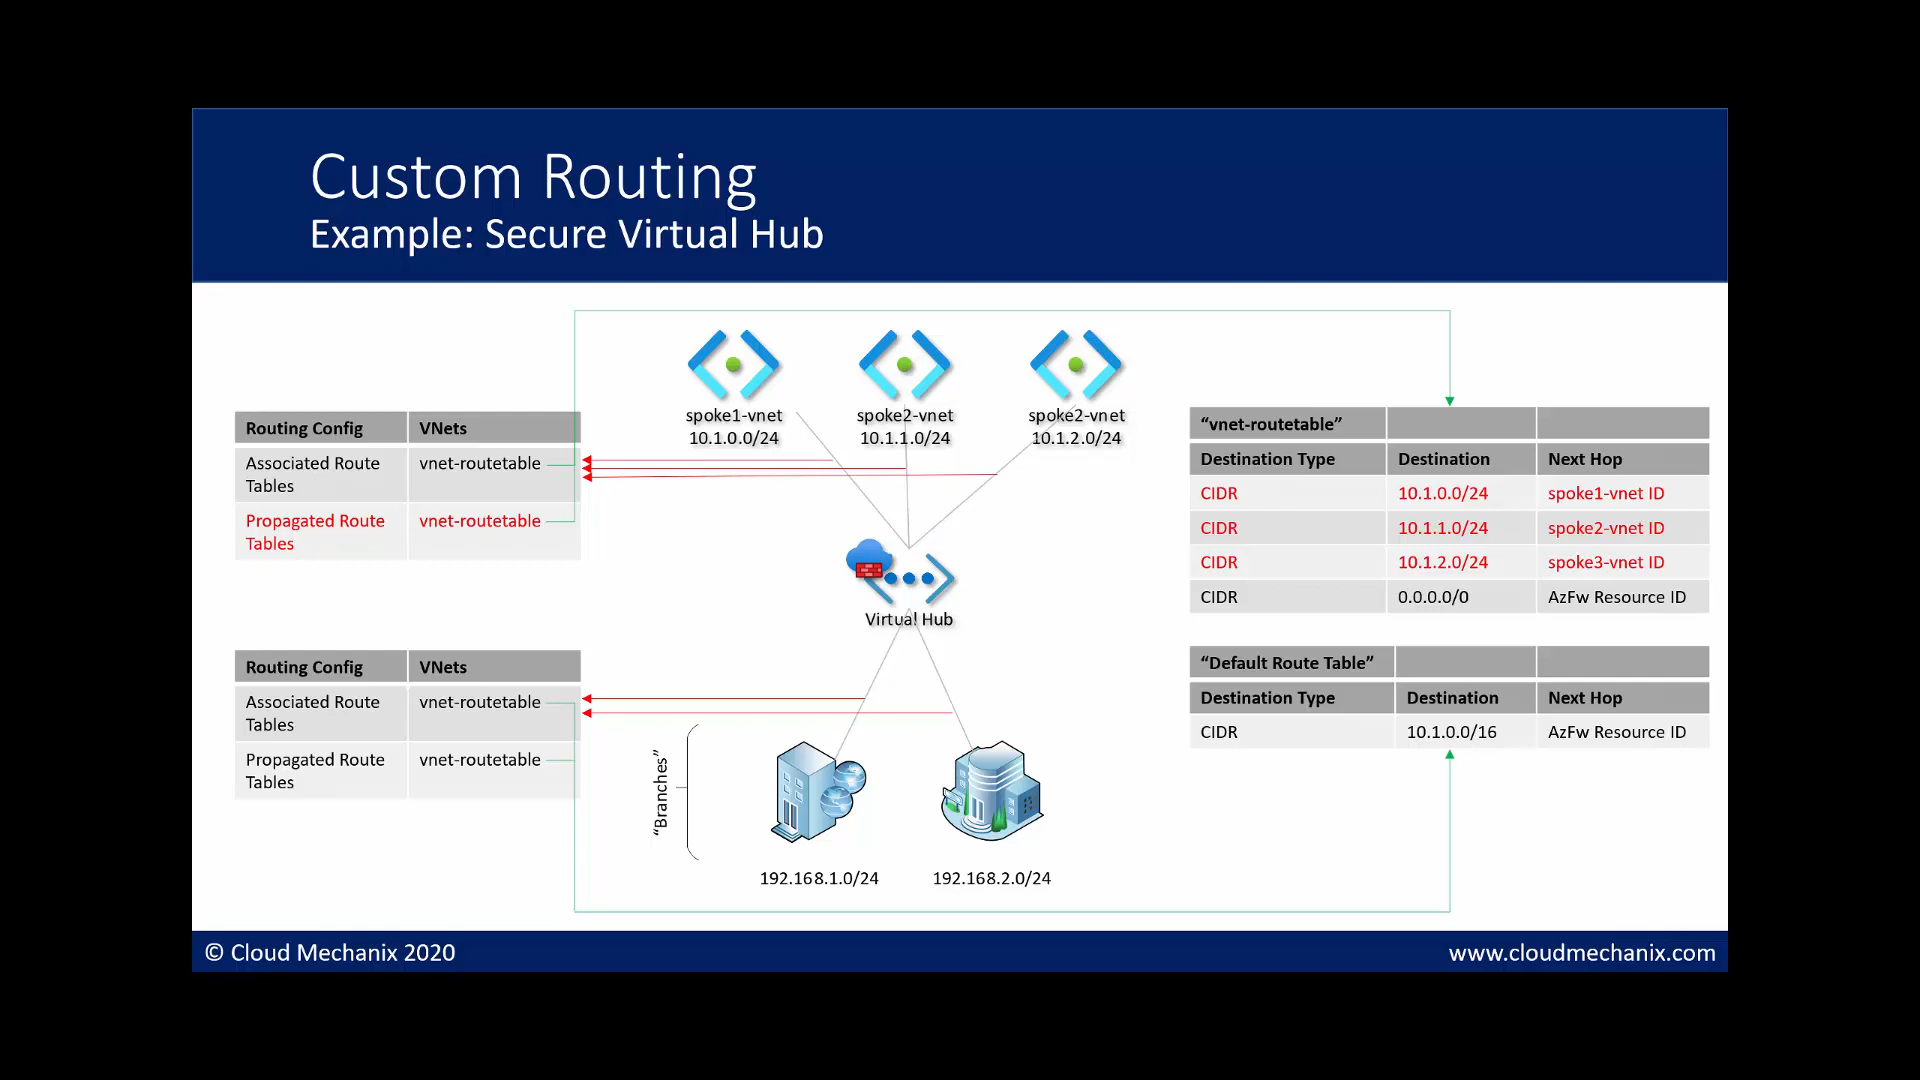 Custom Routing
Example: Secure Virtual Hub
spoke1-vnet
10.1.0.0/24
spoke2-vnet
10.1.1.0/24
spoke2-vnet
10.1.2.0/24
Routing Config VNets
Associated Route Tables vnet-routetable
Propagated Route Tables vnet-routetable
Virtual Hub
"vnet-routetable"
Destination Type Destination Next Hop
CIDR 10.1.0.0/24 spoke1-vnet ID
CIDR 10.1.1.0/24 spoke2-vnet ID
CIDR 10.1.2.0/24 spoke3-vnet ID
CIDR 0.0.0.0/0 AzFw Resource ID
Routing Config VNets
Associated Route Tables vnet-routetable
Propagated Route Tables vnet-routetable
“Branches”
192.168.1.0/24
192.168.2.0/24
“Default Route Table”
Destination Type Destination Next Hop
CIDR 10.1.0.0/16 AzFw Resource ID
© Cloud Mechanix 2020
www.cloudmechanix.com